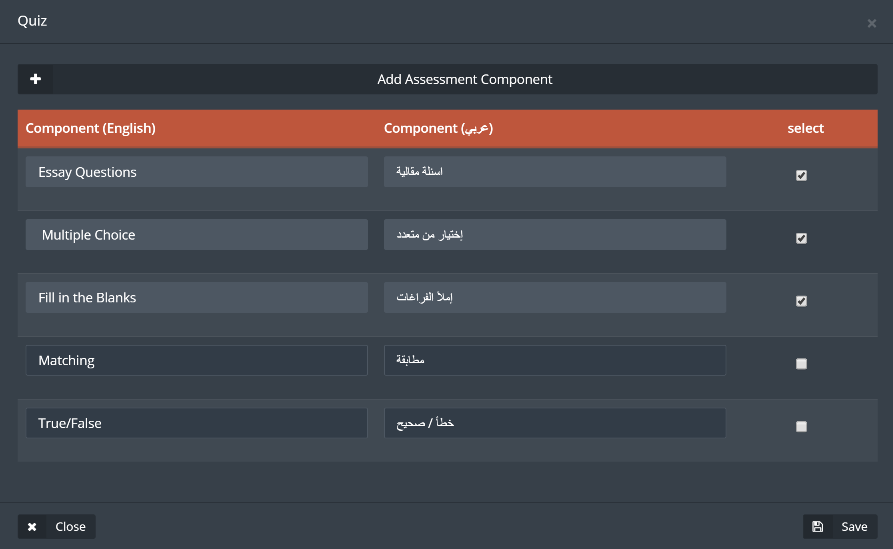 Quiz
×
Add Assessment Component
Component (English) Component (عربي) select
Essay Questions اسئلة مقالية
Multiple Choice إختيار من متعدد
Fill in the Blanks إملأ الفراغات
Matching مطابقة
True/False خطأ / صحيح
Close Save